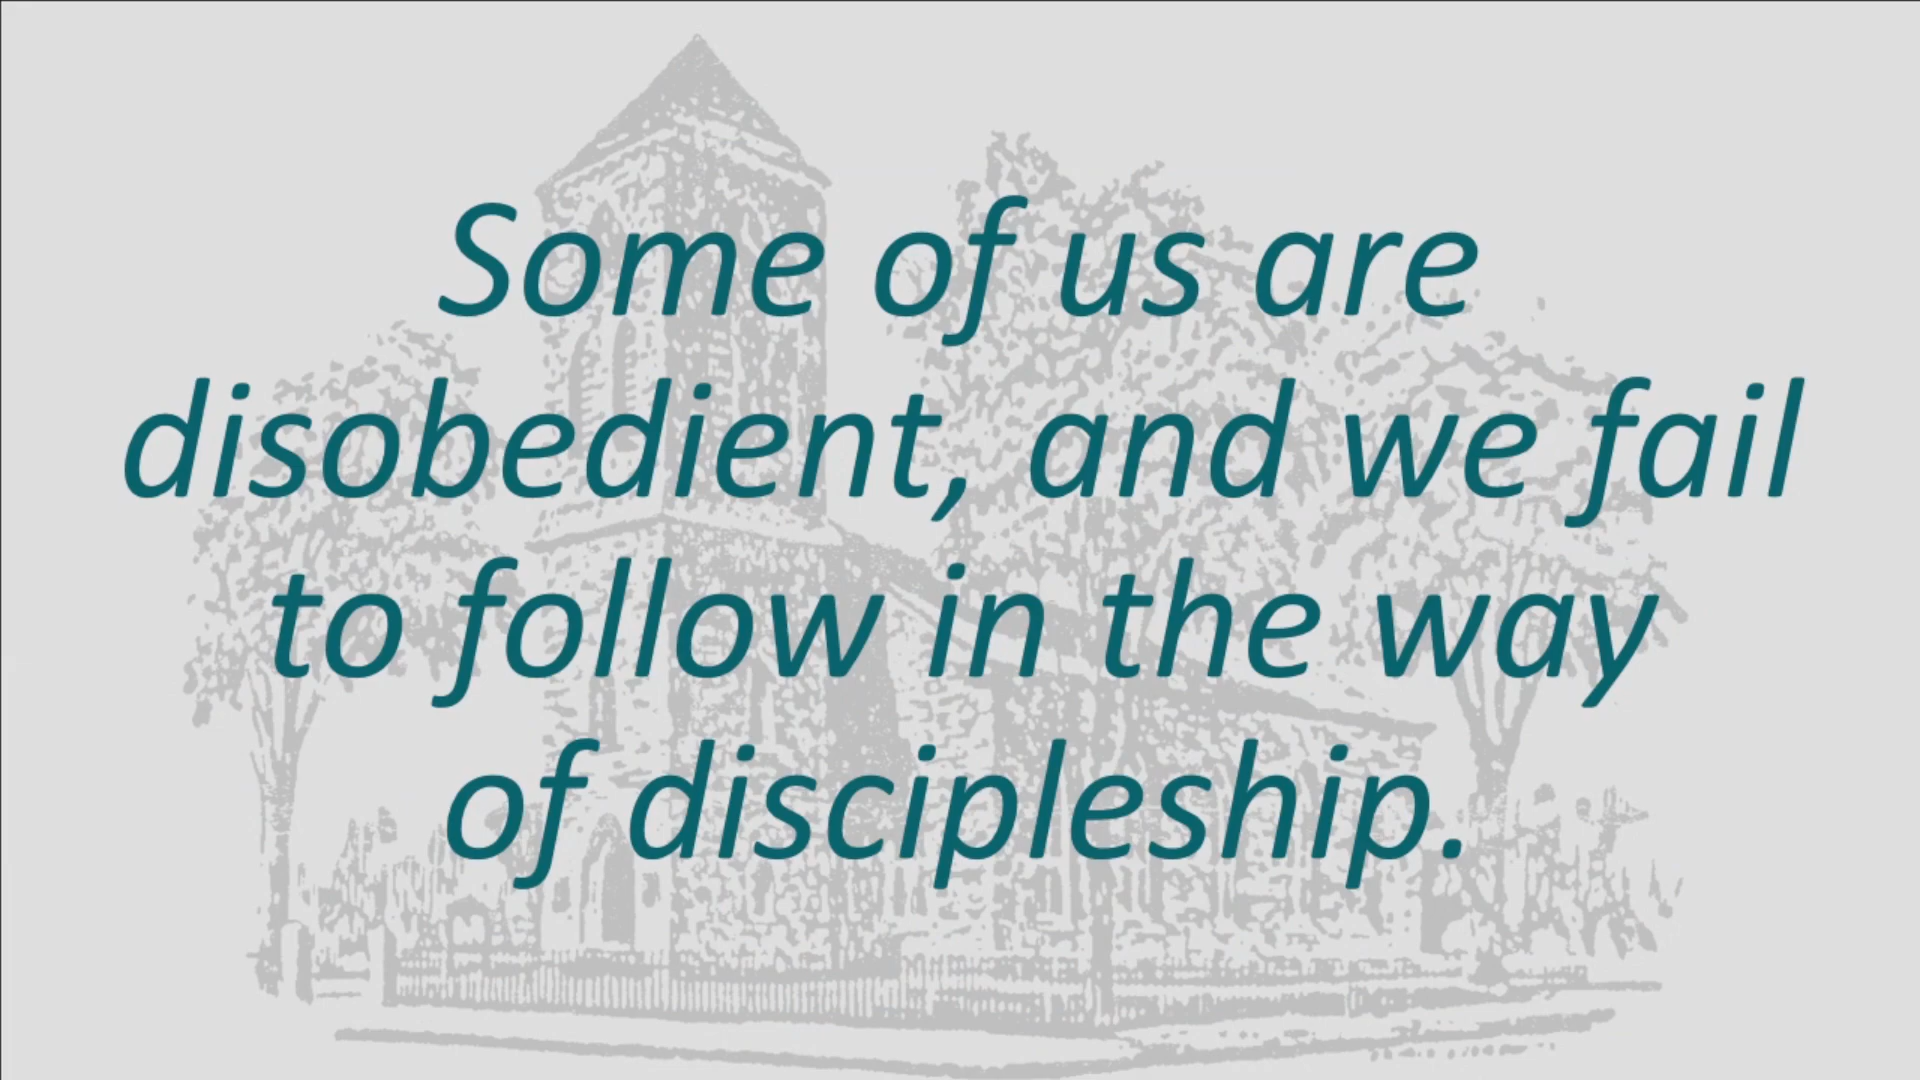 Some of us are
disobedient, and we fail
to follow in the way
of discipleship.